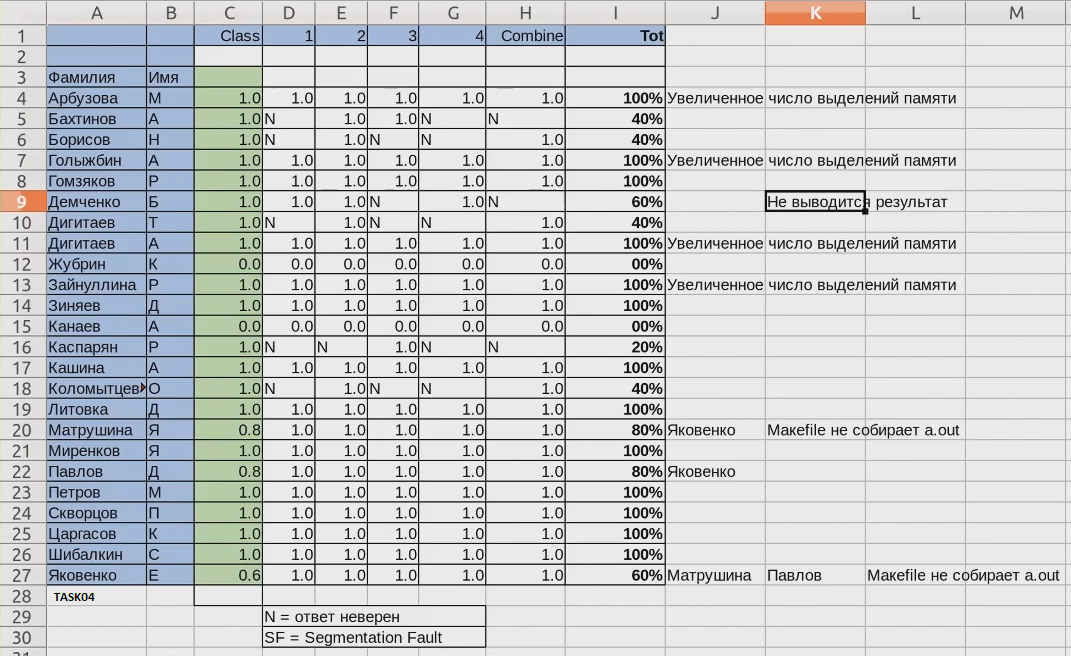 A B C D E F G H I J K L M
1 Class 1 2 3 4 Combine Tot
2
3 Фамилия Имя
4 Арбузова М 1.0 1.0 1.0 1.0 1.0 1.0 100% Увеличенное число выделений памяти
5 Бахтинов А 1.0 N 1.0 1.0 N N 40%
6 Борисов Н 1.0 N 1.0 N N 1.0 40%
7 Голыжбин А 1.0 1.0 1.0 1.0 1.0 1.0 100% Увеличенное число выделений памяти
8 Гомзяков Р 1.0 1.0 1.0 1.0 1.0 1.0 100%
9 Демченко Б 1.0 1.0 1.0 N 1.0 N 60% Не выводится результат
10 Дигитаев Т 1.0 N 1.0 N N 1.0 40%
11 Дигитаев А 1.0 1.0 1.0 1.0 1.0 1.0 100% Увеличенное число выделений памяти
12 Жубрин К 0.0 0.0 0.0 0.0 0.0 0.0 00%
13 Зайнуллина Р 1.0 1.0 1.0 1.0 1.0 1.0 100% Увеличенное число выделений памяти
14 Зиняев Д 1.0 1.0 1.0 1.0 1.0 1.0 100%
15 Канаев А 0.0 0.0 0.0 0.0 0.0 0.0 00%
16 Каспарян Р 1.0 N N 1.0 N N 20%
17 Кашина А 1.0 1.0 1.0 1.0 1.0 1.0 100%
18 Коломытцев О 1.0 N 1.0 N N 1.0 40%
19 Литовка Д 1.0 1.0 1.0 1.0 1.0 1.0 100%
20 Матрушина Я 0.8 1.0 1.0 1.0 1.0 1.0 80% Яковенко Makefile не собирает a.out
21 Миренков Я 1.0 1.0 1.0 1.0 1.0 1.0 100%
22 Павлов Д 0.8 1.0 1.0 1.0 1.0 1.0 80% Яковенко
23 Петров М 1.0 1.0 1.0 1.0 1.0 1.0 100%
24 Скворцов П 1.0 1.0 1.0 1.0 1.0 1.0 100%
25 Царгасов К 1.0 1.0 1.0 1.0 1.0 1.0 100%
26 Шибалкин С 1.0 1.0 1.0 1.0 1.0 1.0 100%
27 Яковенко Е 0.6 1.0 1.0 1.0 1.0 1.0 60% Матрушина Павлов Makefile не собирает a.out
28 TASK04
29 N = ответ неверен
30 SF = Segmentation Fault